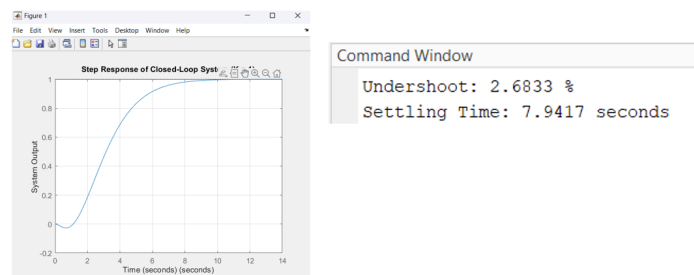 Figure 1
File Edit View Insert Tools Desktop Window Help
Step Response of Closed-Loop
1
0.8
0.6
0.4
0.2
0
-0.2
System Output
0 2 4 6 8 10 12 14
Time (seconds) (seconds)
Command Window
Undershoot: 2.6833 %
Settling Time: 7.9417 seconds